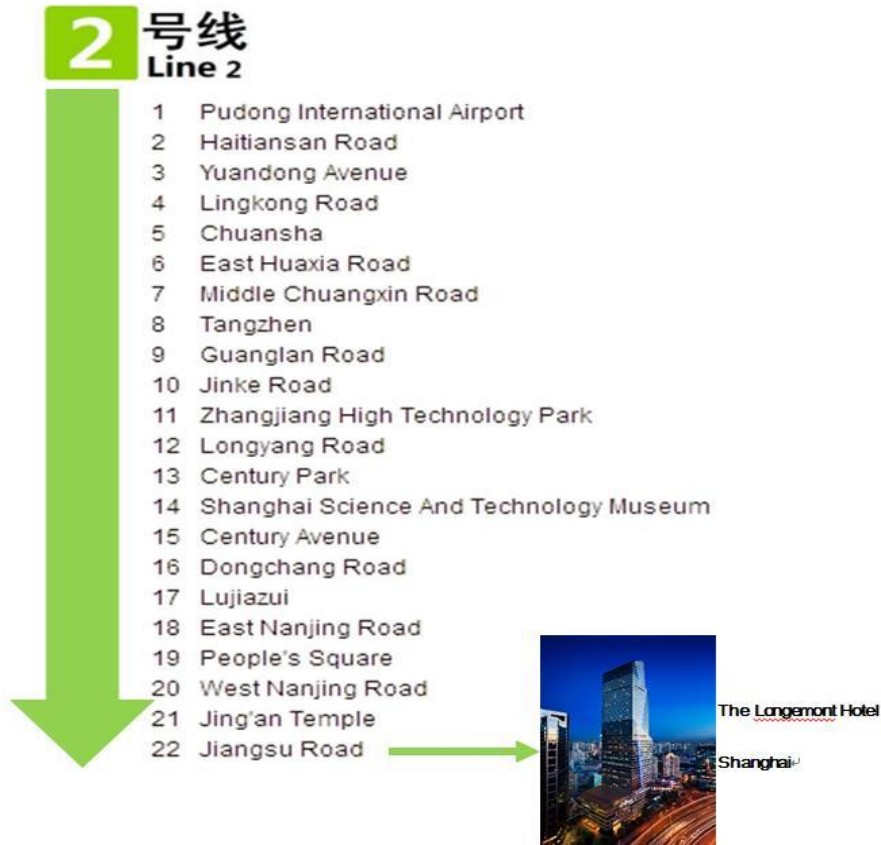 2 号线
Line 2
1 Pudong International Airport
2 Haitiansan Road
3 Yuandong Avenue
4 Lingkong Road
5 Chuansha
6 East Huaxia Road
7 Middle Chuangxin Road
8 Tangzhen
9 Guanglan Road
10 Jinke Road
11 Zhangjiang High Technology Park
12 Longyang Road
13 Century Park
14 Shanghai Science And Technology Museum
15 Century Avenue
16 Dongchang Road
17 Lujiazui
18 East Nanjing Road
19 People's Square
20 West Nanjing Road
21 Jing'an Temple
22 Jiangsu Road
The Longemont Hotel
Shanghai↵